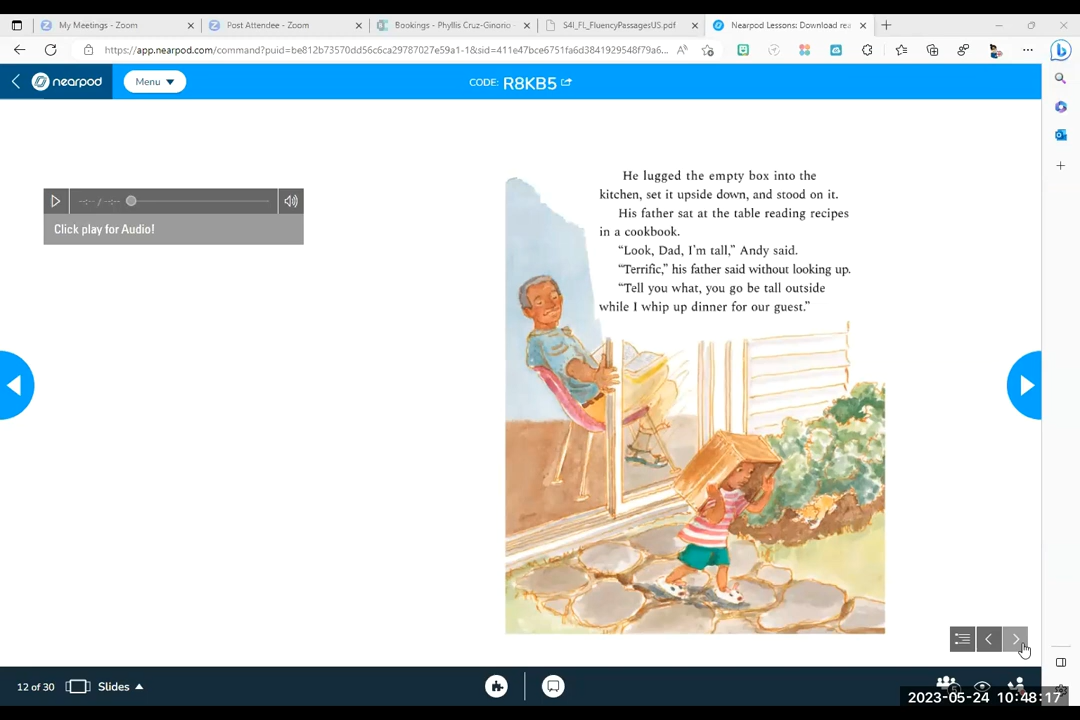 My Meetings - Zoom
Post Attendee - Zoom
Bookings - Phyllis Cruz-Ginorio -
S4I_FL_FluencyPassagesUS.pdf
Nearpod Lessons: Download rea
https://app.nearpod.com/command?puid=be812b73570dd56c6ca29787027e59a1-1&sid=411e47bce6751fa6d3841929548f79a6...
nearpod
Menu
CODE: R8KB5
--:-- / --:--
Click play for Audio!
He lugged the empty box into the
kitchen, set it upside down, and stood on it.
His father sat at the table reading recipes
in a cookbook.
“Look, Dad, I’m tall,” Andy said.
“Terrific,” his father said without looking up.
“Tell you what, you go be tall outside
while I whip up dinner for our guest.”
12 of 30
Slides
2023-05-24 10:48:17